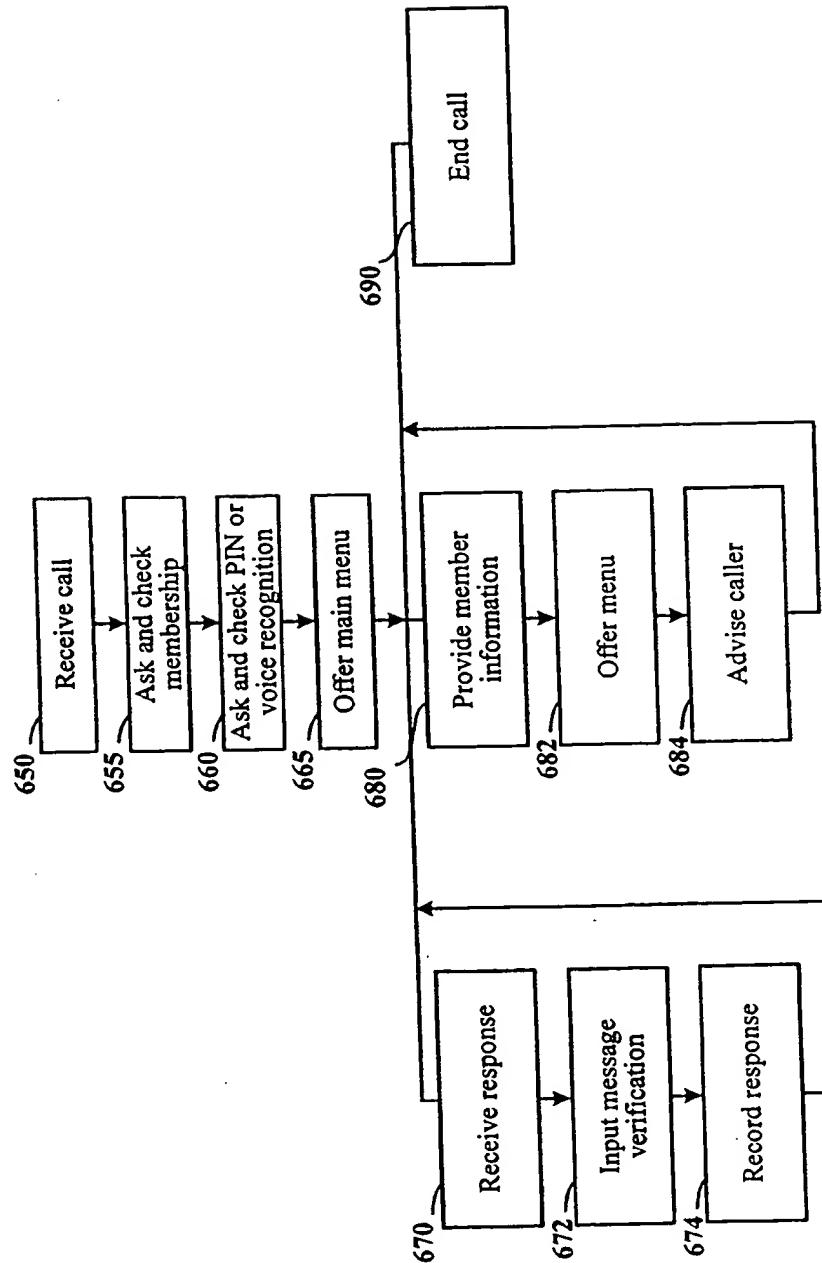 650
Receive call
655
Ask and check
membership
660
Ask and check PIN or
voice recognition
665
Offer main menu
670
Receive response
672
Input message
verification
674
Record response
680
Provide member
information
682
Offer menu
684
Advise caller
690
End call